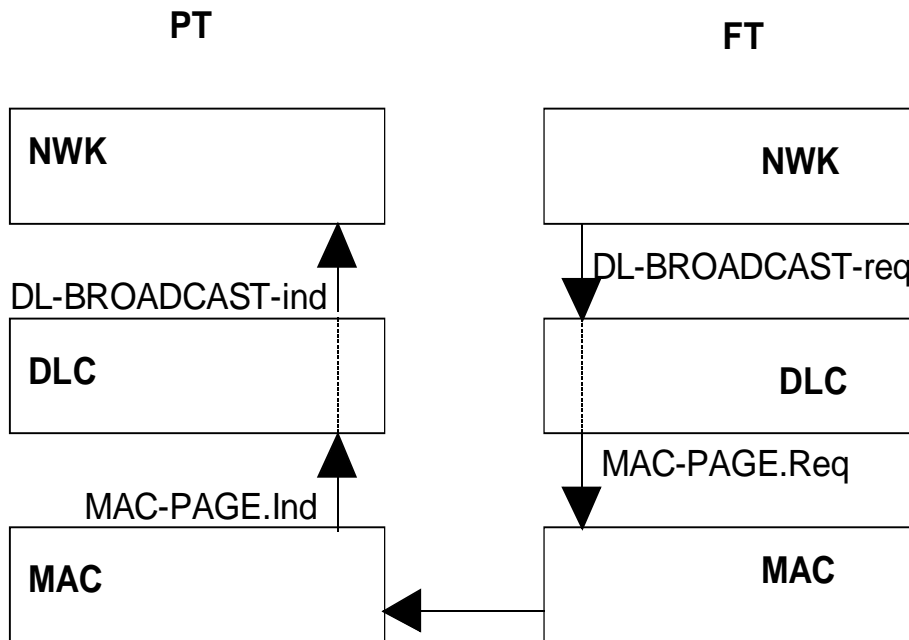 PT
FT
NWK
NWK
DL-BROADCAST-req
DL-BROADCAST-ind
DLC
DLC
MAC-PAGE.Req
MAC-PAGE.Ind
MAC
MAC